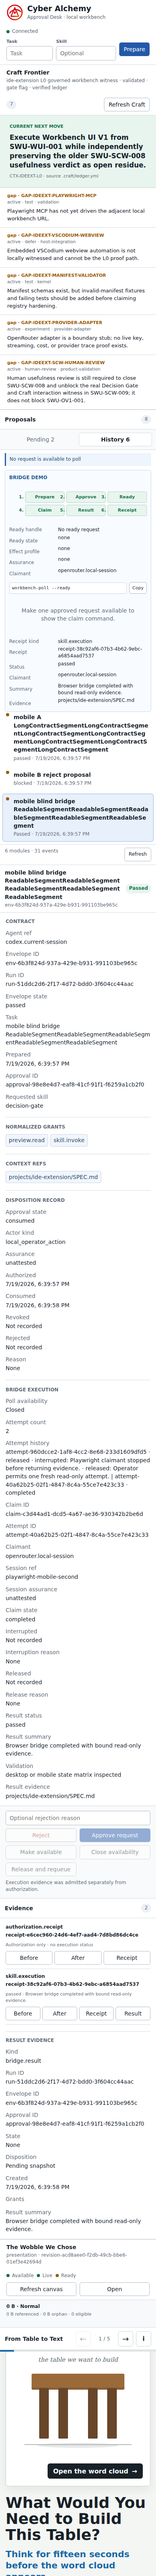 Cyber Alchemy
Approval Desk · local workbench
Connected
Task
Skill
Task
Optional
Prepare
Craft Frontier
ide-extension L0 governed workbench witness · validated · gate flag · verified ledger
7
Refresh Craft
CURRENT NEXT MOVE
Execute Workbench UI V1 from SWU-WUI-001 while independently preserving the older SWU-SCW-008 usefulness verdict as open residue.
CTX-IDEEXT-L0 · source .craft/ledger.yml
gap · GAP-IDEEXT-PLAYWRIGHT-MCP
active · test · validation
Playwright MCP has not yet driven the adjacent local workbench URL.
gap · GAP-IDEEXT-VSCODIUM-WEBVIEW
active · defer · host-integration
Embedded VSCodium webview automation is not locally witnessed and cannot be the L0 proof path.
gap · GAP-IDEEXT-MANIFEST-VALIDATOR
active · test · kernel
Manifest schemas exist, but invalid-manifest fixtures and failing tests should be added before claiming registry hardening.
gap · GAP-IDEEXT-PROVIDER-ADAPTER
active · experiment · provider-adapter
OpenRouter adapter is a boundary stub; no live key, streaming, cost, or provider trace proof exists.
gap · GAP-IDEEXT-SCW-HUMAN-REVIEW
active · human-review · product-validation
Human usefulness review is still required to close SWU-SCW-008 and unblock the real Decision Gate and Craft interaction witness in SWU-SCW-009; it does not block SWU-OV1-001.
Proposals
8
Pending 2
History 6
No request is available to poll
BRIDGE DEMO
1. Prepare
2. Approve
3. Ready
4. Claim
5. Result
6. Receipt
Ready handle
No ready request
Ready state
none
Effect profile
none
Assurance
none
Claimant
openrouter.local-session
workbench-poll --ready
Copy
Make one approved request available to show the claim command.
Receipt kind
skill.execution
Receipt
receipt-38c92af6-07b3-4b62-9ebc-a6854aad7537
Status
passed
Claimant
openrouter.local-session
Summary
Browser bridge completed with bound read-only evidence.
Evidence
projects/ide-extension/SPEC.md
mobile A LongContractSegmentLongContractSegmentLongContractSegmentLongContractSegmentLongContractSegmentLongContractSegmentLongContractSegment
passed · 7/19/2026, 6:39:59 PM
mobile B reject proposal
blocked · 7/19/2026, 6:39:57 PM
mobile blind bridge ReadableSegmentReadableSegmentReadableSegmentReadableSegmentReadableSegment
Passed · 7/19/2026, 6:39:59 PM
6 modules · 31 events
Refresh
mobile blind bridge ReadableSegmentReadableSegment ReadableSegmentReadableSegment ReadableSegment
Passed
env-6b3f824d-937a-429e-b931-991103be965c
CONTRACT
Agent ref
codex.current-session
Envelope ID
env-6b3f824d-937a-429e-b931-991103be965c
Run ID
run-51ddc2d6-2f17-4d72-bdd0-3f604cc44aac
Envelope state
passed
Task
mobile blind bridge ReadableSegmentReadableSegmentReadableSegmentReadableSegmentReadableSegment
Prepared
7/19/2026, 6:39:57 PM
Approval ID
approval-98e8e4d7-eaf8-41cf-91f1-f6259a1cb2f0
Requested skill
decision-gate
NORMALIZED GRANTS
preview.read
skill.invoke
CONTEXT REFS
projects/ide-extension/SPEC.md
DISPOSITION RECORD
Approval state
consumed
Actor kind
local_operator_action
Assurance
unattested
Authorized
7/19/2026, 6:39:57 PM
Consumed
7/19/2026, 6:39:58 PM
Revoked
Not recorded
Rejected
Not recorded
Reason
None
BRIDGE EXECUTION
Poll availability
Closed
Attempt count
2
Attempt history
attempt-960dcce2-1af8-4cc2-8e68-233d1609dfd5 · released · interrupted: Playwright claimant stopped before returning evidence. · released: Operator permits one fresh read-only attempt. | attempt-40a62b25-02f1-4847-8c4a-55ce7e423c33 · completed
Claim ID
claim-c3d44ad1-dcd5-4a67-ae36-930342b2be6d
Attempt ID
attempt-40a62b25-02f1-4847-8c4a-55ce7e423c33
Claimant
openrouter.local-session
Session ref
playwright-mobile-second
Session assurance
unattested
Claim state
completed
Interrupted
Not recorded
Interruption reason
None
Released
Not recorded
Release reason
None
Result status
passed
Result summary
Browser bridge completed with bound read-only evidence.
Validation
desktop or mobile state matrix inspected
Result evidence
projects/ide-extension/SPEC.md
Optional rejection reason
Reject
Approve request
Make available
Close availability
Release and requeue
Execution evidence was admitted separately from authorization.
Evidence
2
authorization.receipt
receipt-e6cec960-24d6-4ef7-aad4-7d8bd86dc4ce
Authorization only · no execution status
Before
After
Receipt
skill.execution
receipt-38c92af6-07b3-4b62-9ebc-a6854aad7537
passed · Browser bridge completed with bound read-only evidence
Before
After
Receipt
Result
RESULT EVIDENCE
Kind
bridge.result
Run ID
run-51ddc2d6-2f17-4d72-bdd0-3f604cc44aac
Envelope ID
env-6b3f824d-937a-429e-b931-991103be965c
Approval ID
approval-98e8e4d7-eaf8-41cf-91f1-f6259a1cb2f0
State
None
Disposition
Pending snapshot
Created
7/19/2026, 6:39:58 PM
Grants
Result summary
Browser bridge completed with bound read-only evidence.
The Wobble We Chose
Refresh canvas
Open
Available
Live
Ready
0 B · Normal
0 B referenced · 0 B orphan · 0 eligible
From Table to Text
←
1 / 5
→
the table we want to build
Open the word cloud →
What Would You Need to Build This Table?
Think for fifteen seconds before the word cloud